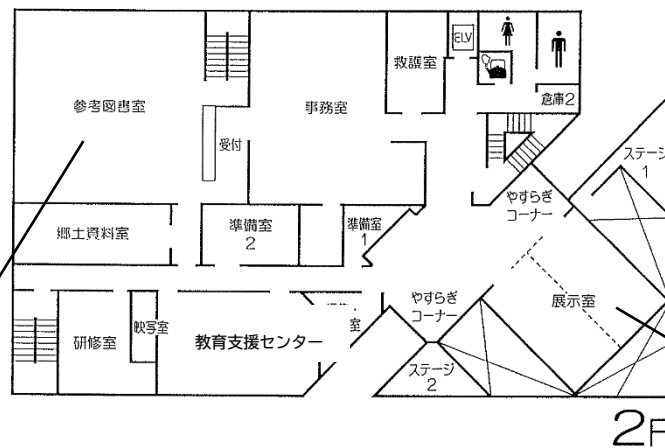 ELV
救護室
倉庫2
参考図書室
事務室
受付
ステージ
1
やすらぎ
コーナー
郷土資料室
準備室
2
準備室
1
やすらぎ
コーナー
展示室
研修室
映写室
教育支援センター
室
ステージ
2
2F